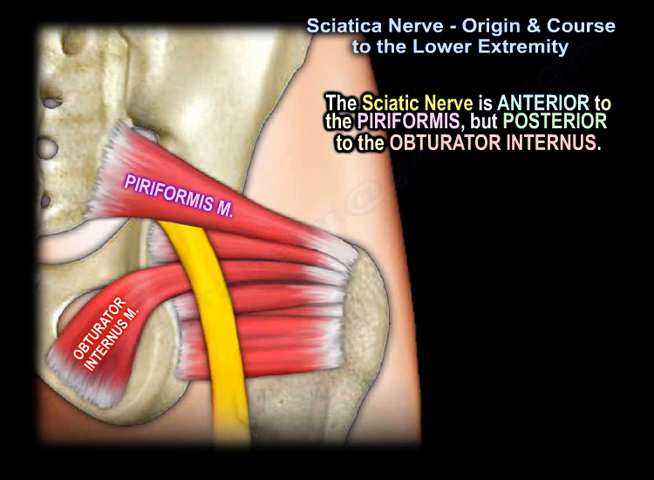 Sciatica Nerve - Origin & Course
to the Lower Extremity
The Sciatic Nerve is ANTERIOR to
the PIRIFORMIS, but POSTERIOR
to the OBTURATOR INTERNUS.
PIRIFORMIS M.
OBTURATOR
INTERNUS M.